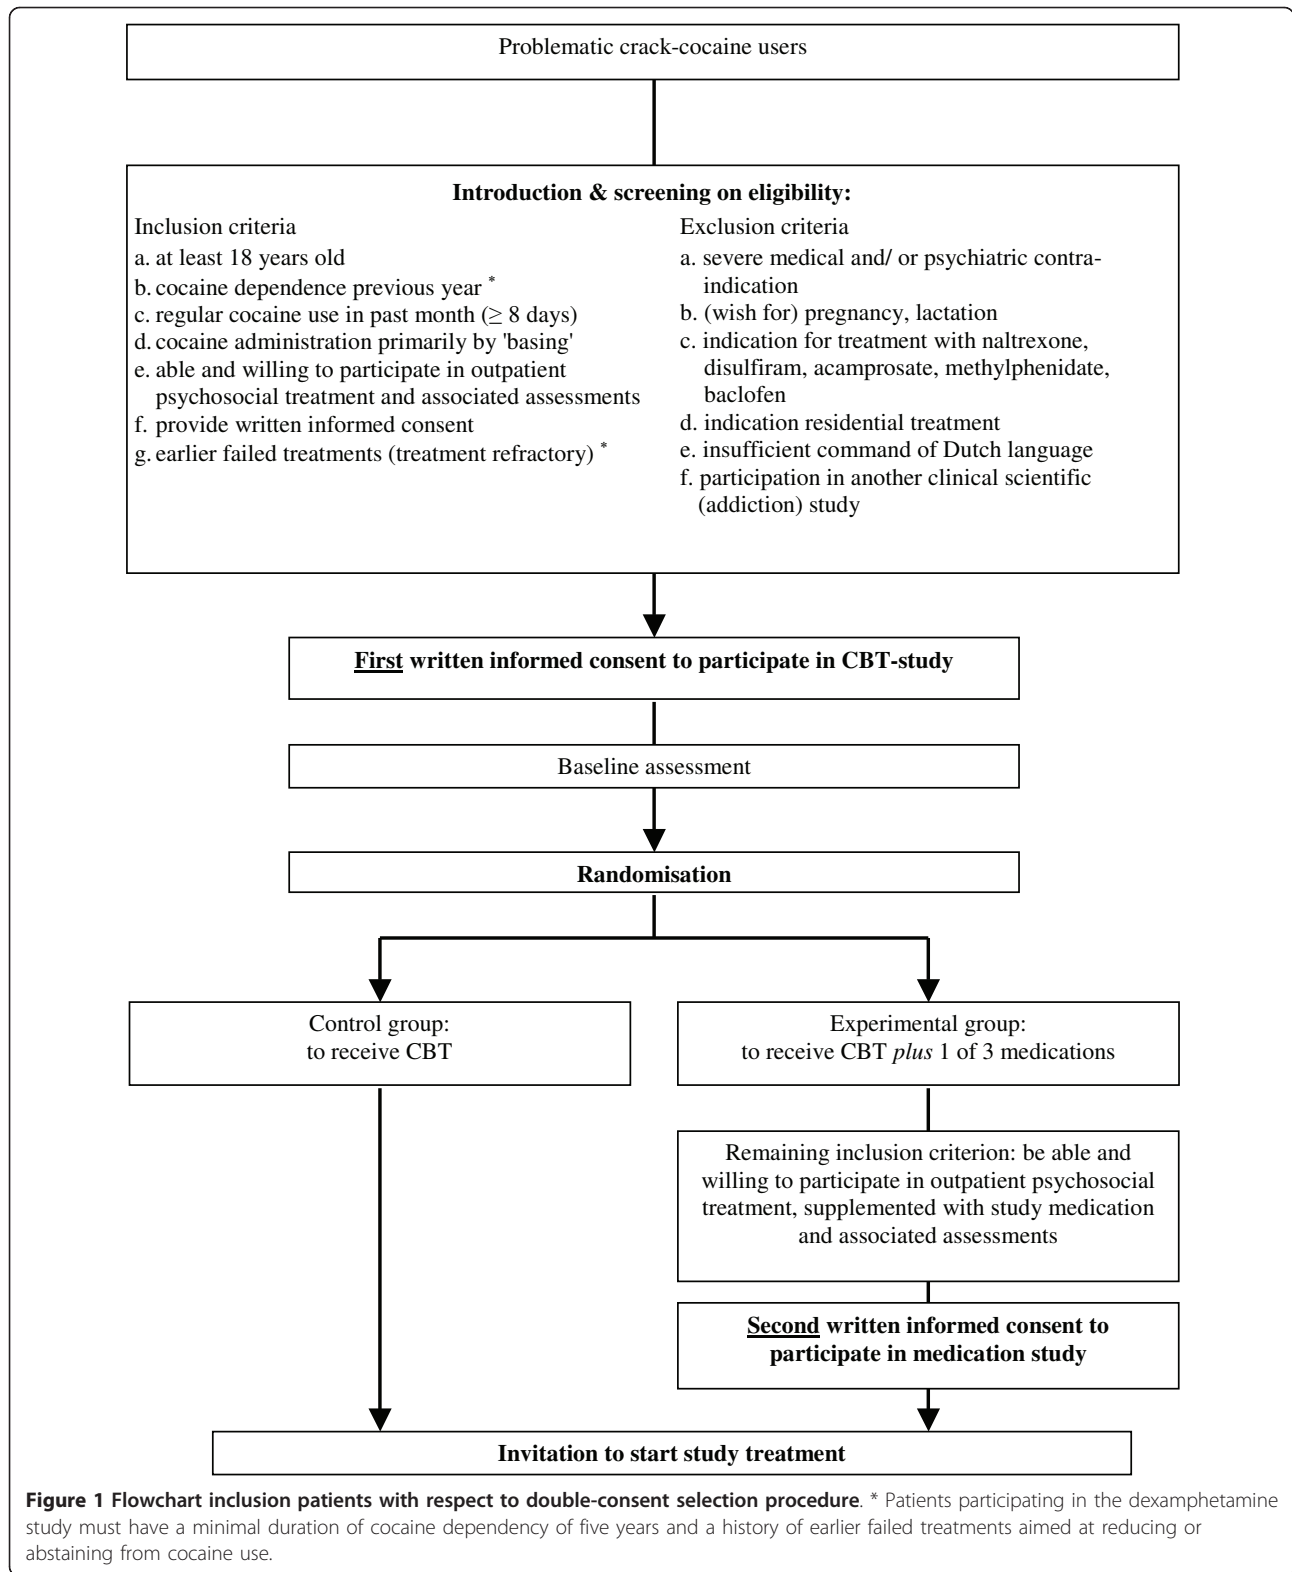 Problematic crack-cocaine users
Introduction & screening on eligibility:
Inclusion criteria
a. at least 18 years old
b. cocaine dependence previous year *
c. regular cocaine use in past month (≥ 8 days)
d. cocaine administration primarily by 'basing'
e. able and willing to participate in outpatient
psychosocial treatment and associated assessments
f. provide written informed consent
g. earlier failed treatments (treatment refractory) *
Exclusion criteria
a. severe medical and/ or psychiatric contra-
indication
b. (wish for) pregnancy, lactation
c. indication for treatment with naltrexone,
disulfiram, acamprosate, methylphenidate,
baclofen
d. indication residential treatment
e. insufficient command of Dutch language
f. participation in another clinical scientific
(addiction) study
First written informed consent to participate in CBT-study
Baseline assessment
Randomisation
Control group:
to receive CBT
Experimental group:
to receive CBT plus 1 of 3 medications
Remaining inclusion criterion: be able and
willing to participate in outpatient psychosocial
treatment, supplemented with study medication
and associated assessments
Second written informed consent to
participate in medication study
Invitation to start study treatment
Figure 1 Flowchart inclusion patients with respect to double-consent selection procedure. * Patients participating in the dexamphetamine
study must have a minimal duration of cocaine dependency of five years and a history of earlier failed treatments aimed at reducing or
abstaining from cocaine use.